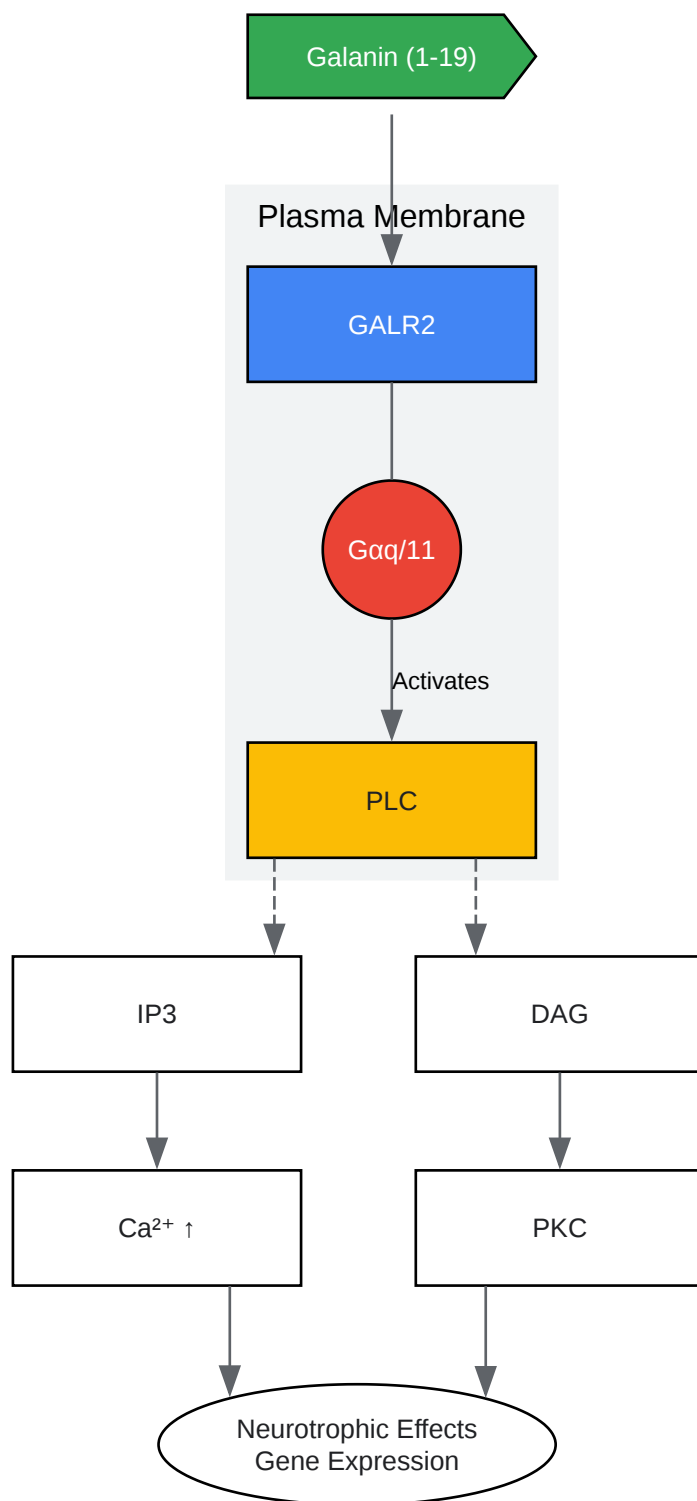 Galanin (1-19)
Plasma Membrane
GALR2
Gαq/11
Activates
PLC
IP3
DAG
Ca²⁺ ↑
PKC
Neurotrophic Effects
Gene Expression